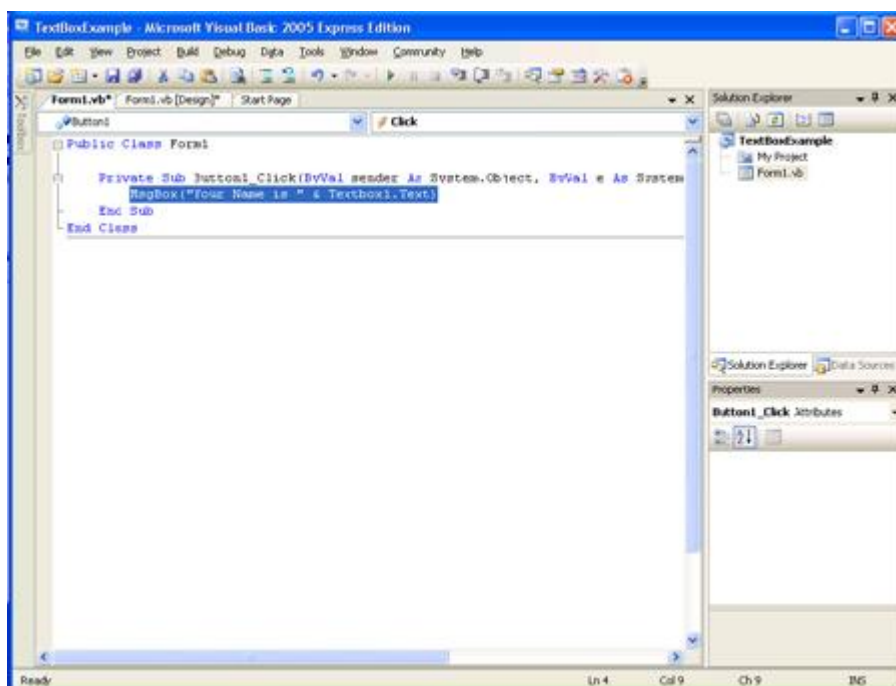 TextBoxExample - Microsoft Visual Basic 2005 Express Edition
File Edit View Project Build Debug Data Tools Window Community Help
Form1.vb* Form1.vb [Design]* Start Page
Solution Explorer
Toolbox
Button1 Click
TextBoxExample
My Project
Form1.vb
Public Class Form1
Private Sub Button1_Click(ByVal sender As System.Object, ByVal e As System
MsgBox("Your Name is " & Textbox1.Text)
End Sub
End Class
Solution Explorer Data Sources
Properties
Button1_Click Attributes
Ready Ln 4 Col 9 Ch 9 INS